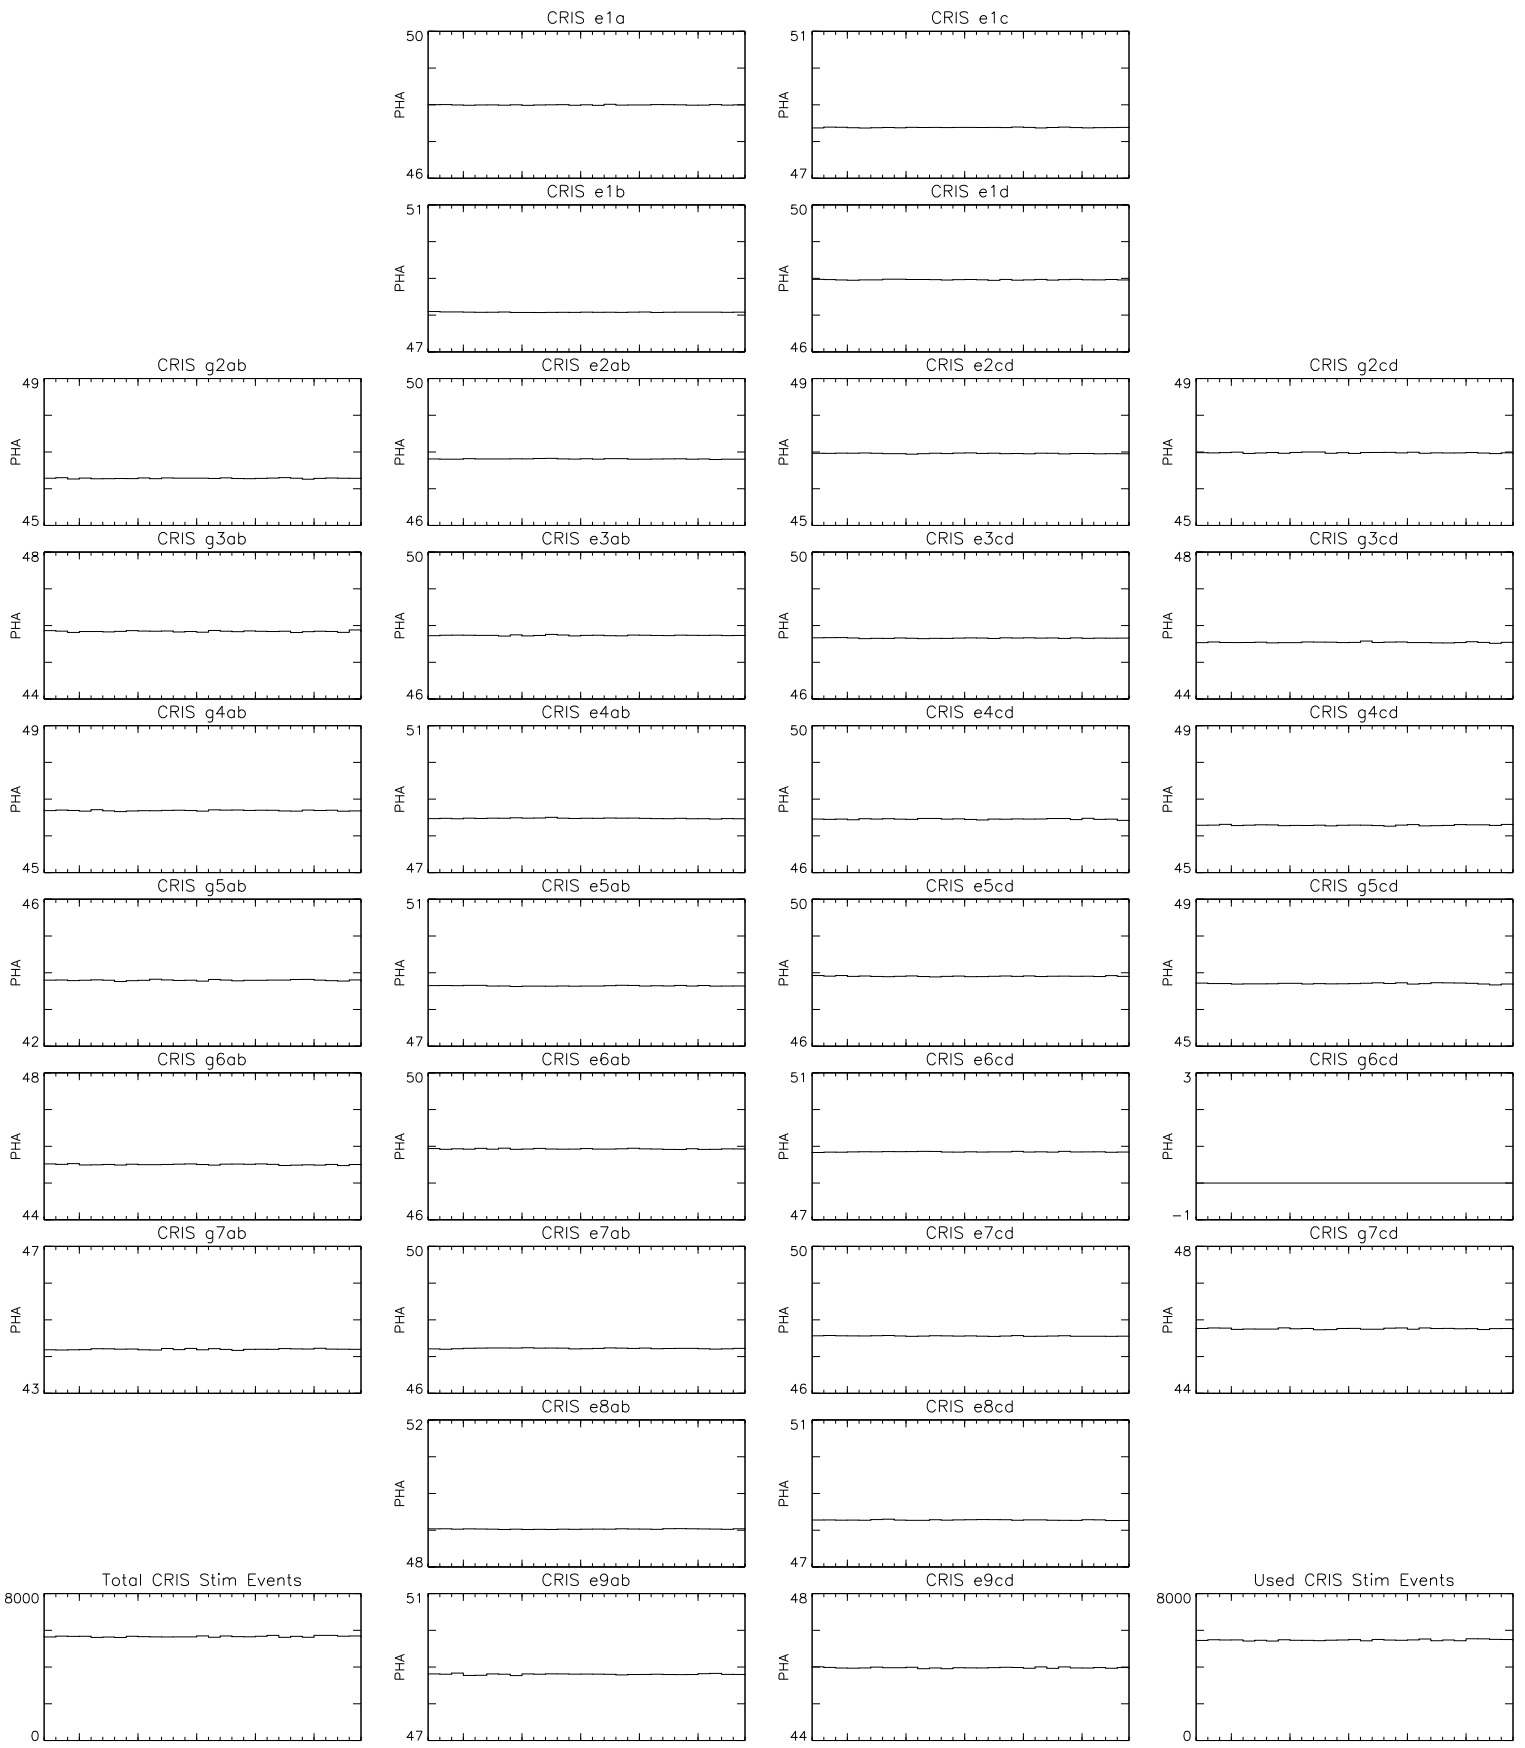 CRIS e1a
50
PHA
46
CRIS e1c
51
PHA
47
CRIS e1b
51
PHA
47
CRIS e1d
50
PHA
46
CRIS g2ab
49
PHA
45
CRIS e2ab
50
PHA
46
CRIS e2cd
49
PHA
45
CRIS g2cd
49
PHA
45
CRIS g3ab
48
PHA
44
CRIS e3ab
50
PHA
46
CRIS e3cd
50
PHA
46
CRIS g3cd
48
PHA
44
CRIS g4ab
49
PHA
45
CRIS e4ab
51
PHA
47
CRIS e4cd
50
PHA
46
CRIS g4cd
49
PHA
45
CRIS g5ab
46
PHA
42
CRIS e5ab
51
PHA
47
CRIS e5cd
50
PHA
46
CRIS g5cd
49
PHA
45
CRIS g6ab
48
PHA
44
CRIS e6ab
50
PHA
46
CRIS e6cd
51
PHA
47
CRIS g6cd
3
PHA
-1
CRIS g7ab
47
PHA
43
CRIS e7ab
50
PHA
46
CRIS e7cd
50
PHA
46
CRIS g7cd
48
PHA
44
CRIS e8ab
52
PHA
48
CRIS e8cd
51
PHA
47
Total CRIS Stim Events
8000
0
CRIS e9ab
51
PHA
47
CRIS e9cd
48
PHA
44
Used CRIS Stim Events
8000
0